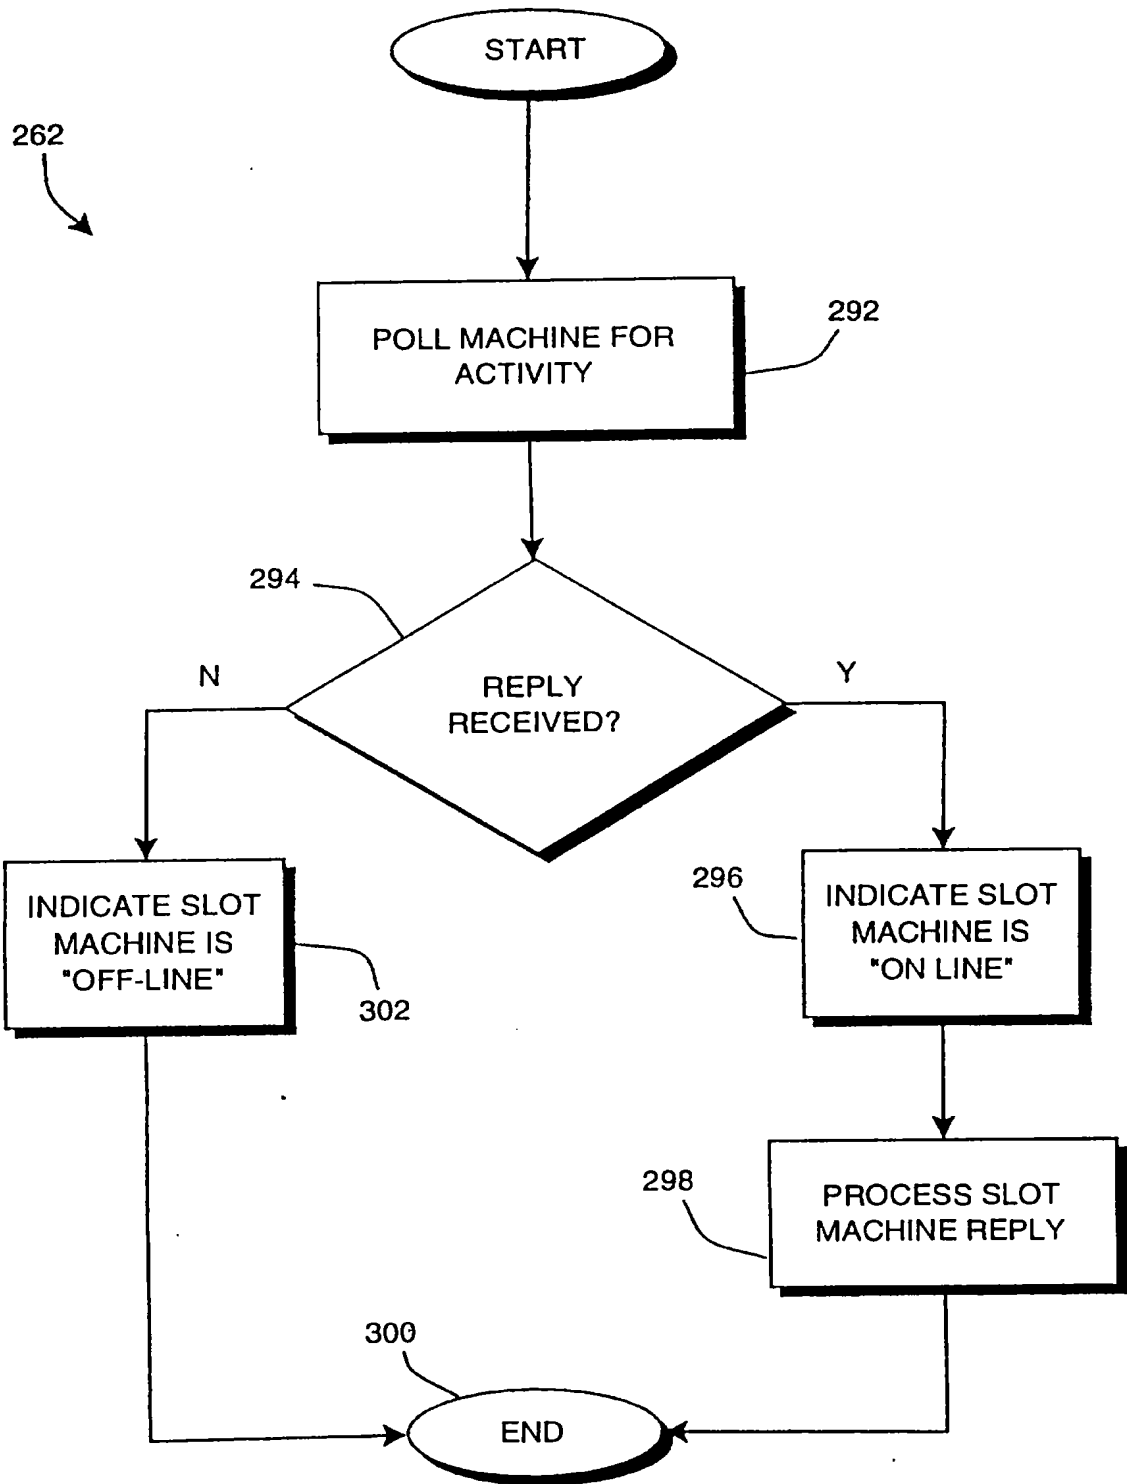 START
262
POLL MACHINE FOR
ACTIVITY
292
294
N
Y
REPLY
RECEIVED?
INDICATE SLOT
MACHINE IS
"OFF-LINE"
302
296
INDICATE SLOT
MACHINE IS
"ON LINE"
298
PROCESS SLOT
MACHINE REPLY
300
END